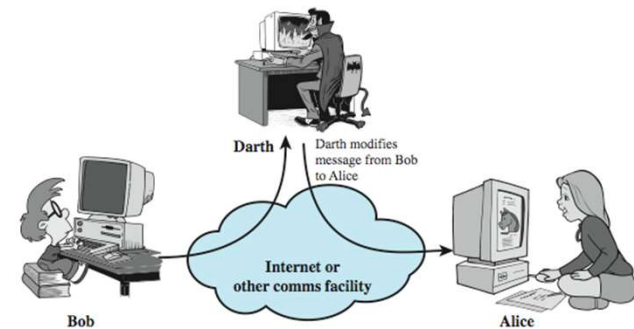 Darth
Darth modifies
message from Bob
to Alice
Internet or
other comms facility
Bob
Alice